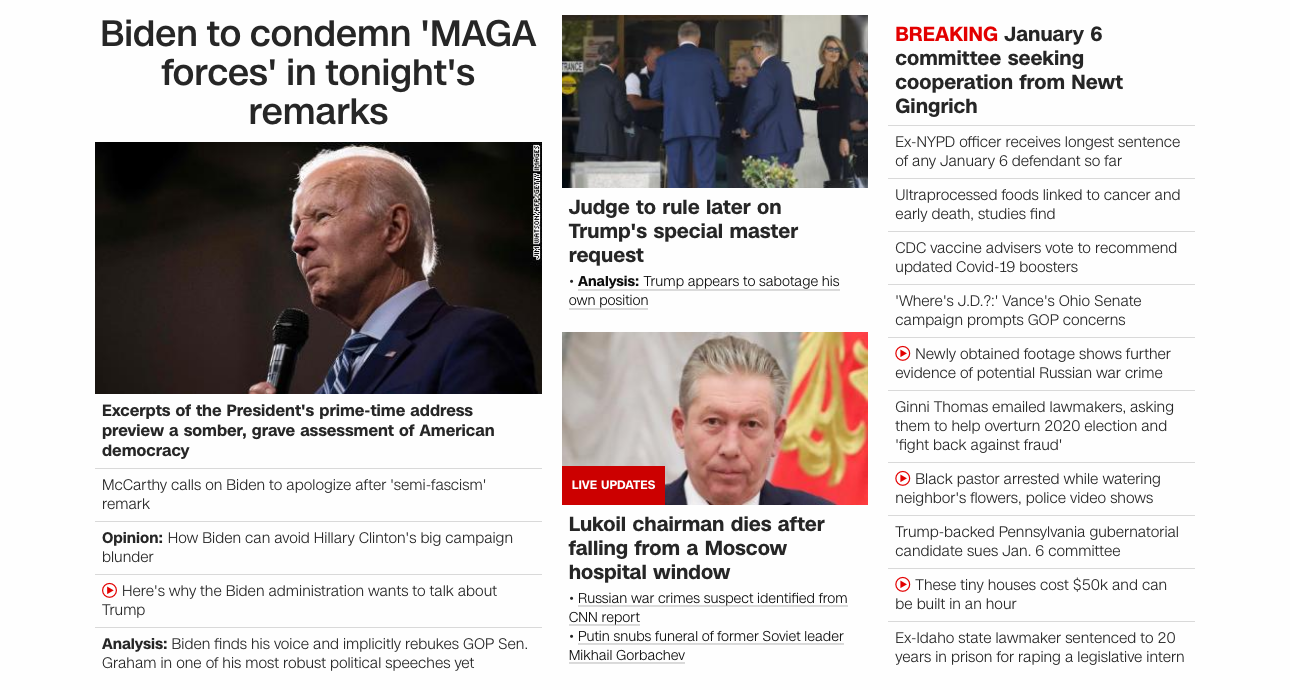 Biden to condemn 'MAGA
forces' in tonight's
remarks
JIM WATSON/AFP/GETTY IMAGES
Excerpts of the President's prime-time address
preview a somber, grave assessment of American
democracy
McCarthy calls on Biden to apologize after 'semi-fascism'
remark
Opinion: How Biden can avoid Hillary Clinton's big campaign
blunder
Here's why the Biden administration wants to talk about
Trump
Analysis: Biden finds his voice and implicitly rebukes GOP Sen.
Graham in one of his most robust political speeches yet
TRANCE
Judge to rule later on
Trump's special master
request
• Analysis: Trump appears to sabotage his
own position
LIVE UPDATES
Lukoil chairman dies after
falling from a Moscow
hospital window
• Russian war crimes suspect identified from
CNN report
• Putin snubs funeral of former Soviet leader
Mikhail Gorbachev
BREAKING January 6
committee seeking
cooperation from Newt
Gingrich
Ex-NYPD officer receives longest sentence
of any January 6 defendant so far
Ultraprocessed foods linked to cancer and
early death, studies find
CDC vaccine advisers vote to recommend
updated Covid-19 boosters
'Where's J.D.?:' Vance's Ohio Senate
campaign prompts GOP concerns
Newly obtained footage shows further
evidence of potential Russian war crime
Ginni Thomas emailed lawmakers, asking
them to help overturn 2020 election and
'fight back against fraud'
Black pastor arrested while watering
neighbor's flowers, police video shows
Trump-backed Pennsylvania gubernatorial
candidate sues Jan. 6 committee
These tiny houses cost $50k and can
be built in an hour
Ex-Idaho state lawmaker sentenced to 20
years in prison for raping a legislative intern